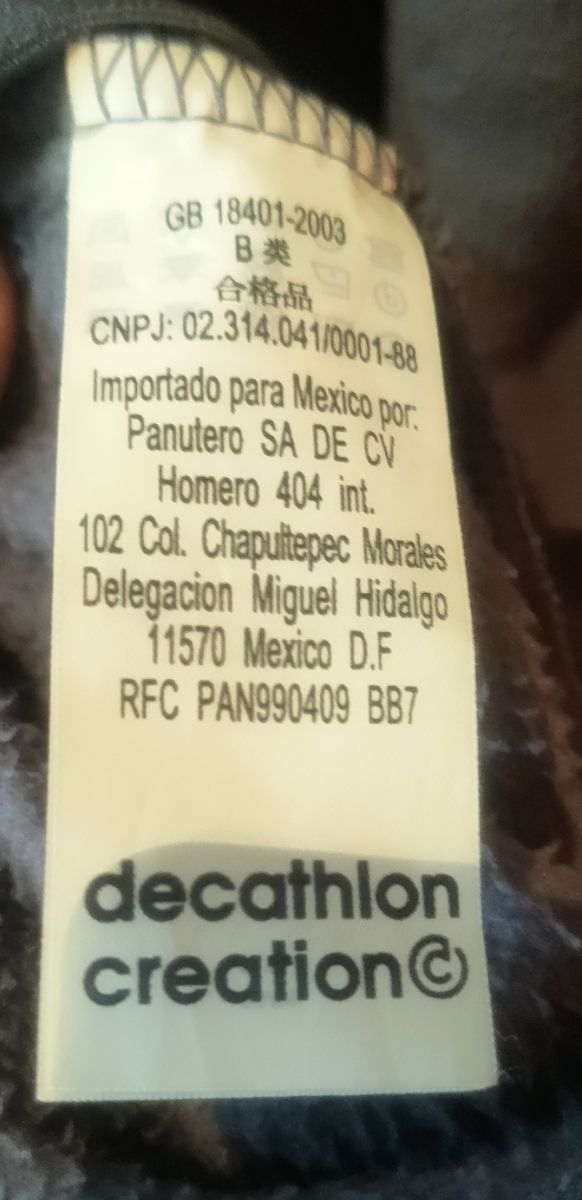 GB 18401-2003
B 类
合格品
CNPJ: 02.314.041/0001-88
Importado para Mexico por:
Panutero SA DE CV
Homero 404 int.
102 Col. Chapultepec Morales
Delegacion Miguel Hidalgo
11570 Mexico D.F
RFC PAN990409 BB7
decathlon
creation©